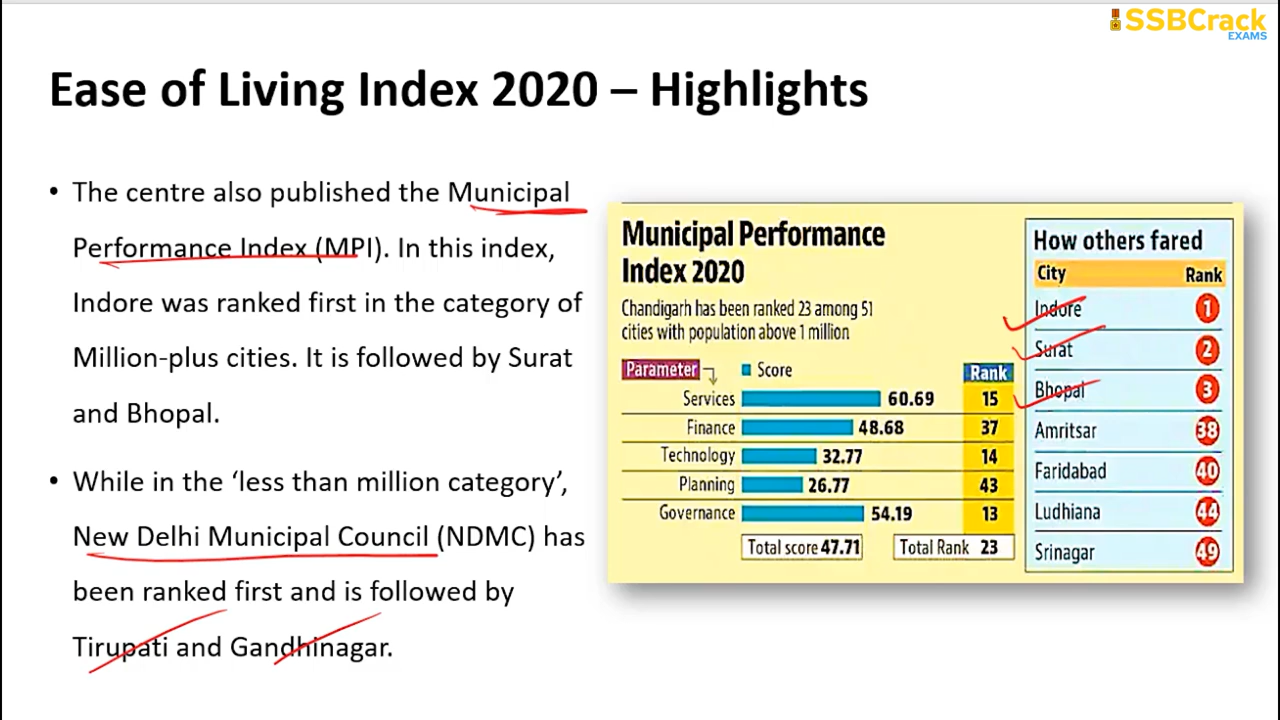 SSBCrack
EXAMS
Ease of Living Index 2020 – Highlights
• The centre also published the Municipal
Performance Index (MPI). In this index,
Indore was ranked first in the category of
Million-plus cities. It is followed by Surat
and Bhopal.
• While in the ‘less than million category’,
New Delhi Municipal Council (NDMC) has
been ranked first and is followed by
Tirupati and Gandhinagar.
Municipal Performance
Index 2020
Chandigarh has been ranked 23 among 51
cities with population above 1 million
Parameter Score Rank
Services 60.69 15
Finance 48.68 37
Technology 32.77 14
Planning 26.77 43
Governance 54.19 13
Total score 47.71 Total Rank 23
How others fared
City Rank
Indore 1
Surat 2
Bhopal 3
Amritsar 38
Faridabad 40
Ludhiana 44
Srinagar 49